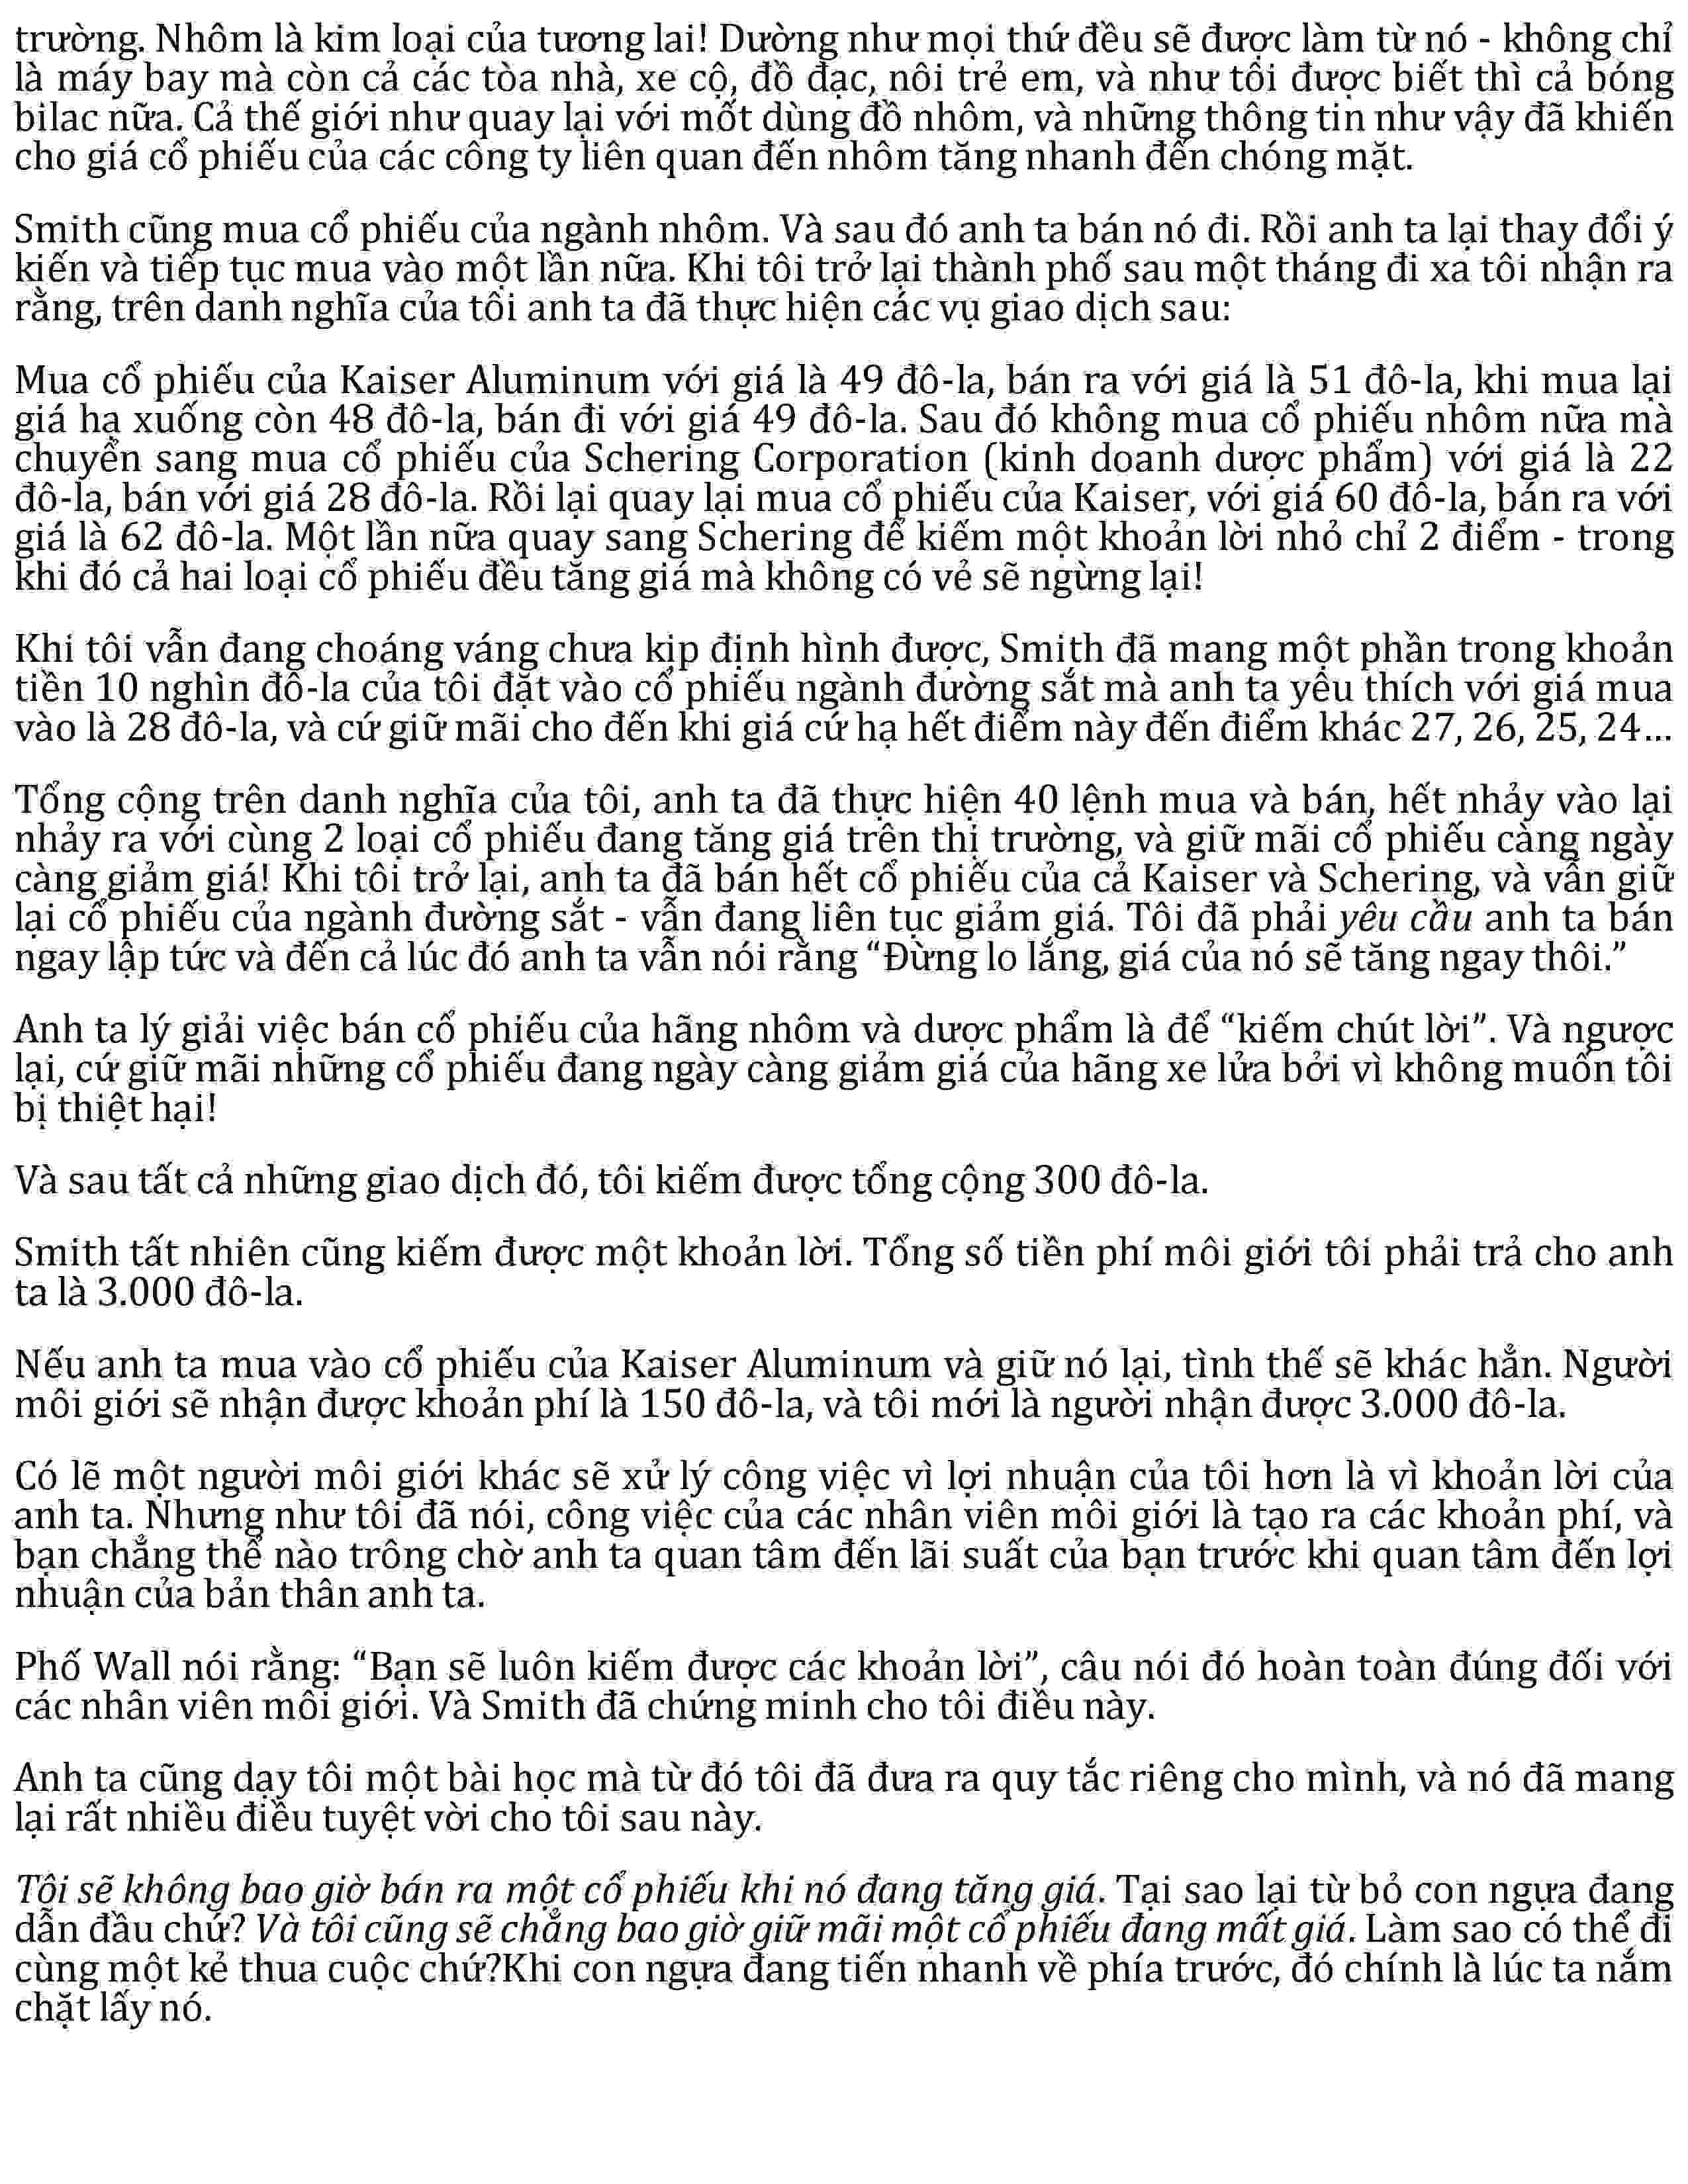 trường. Nhôm là kim loại của tương lai! Dường như mọi thứ đều sẽ được làm từ nó - không chỉ
là máy bay mà còn cả các tòa nhà, xe cộ, đồ đạc, nôi trẻ em, và như tôi được biết thì cả bóng
bilac nữa. Cả thế giới như quay lại với mốt dùng đồ nhôm, và những thông tin như vậy đã khiến
cho giá cổ phiếu của các công ty liên quan đến nhôm tăng nhanh đến chóng mặt.
Smith cũng mua cổ phiếu của ngành nhôm. Và sau đó anh ta bán nó đi. Rồi anh ta lại thay đổi ý
kiến và tiếp tục mua vào một lần nữa. Khi tôi trở lại thành phố sau một tháng đi xa tôi nhận ra
rằng, trên danh nghĩa của tôi anh ta đã thực hiện các vụ giao dịch sau:
Mua cổ phiếu của Kaiser Aluminum với giá là 49 đô-la, bán ra với giá là 51 đô-la, khi mua lại
giá hạ xuống còn 48 đô-la, bán đi với giá 49 đô-la. Sau đó không mua cổ phiếu nhôm nữa mà
chuyển sang mua cổ phiếu của Schering Corporation (kinh doanh dược phẩm) với giá là 22
đô-la, bán với giá 28 đô-la. Rồi lại quay lại mua cổ phiếu của Kaiser, với giá 60 đô-la, bán ra với
giá là 62 đô-la. Một lần nữa quay sang Schering để kiếm một khoản lời nhỏ chỉ 2 điểm - trong
khi đó cả hai loại cổ phiếu đều tăng giá mà không có vẻ sẽ ngừng lại!
Khi tôi vẫn đang choáng váng chưa kịp định hình được, Smith đã mang một phần trong khoản
tiền 10 nghìn đô-la của tôi đặt vào cổ phiếu ngành đường sắt mà anh ta yêu thích với giá mua
vào là 28 đô-la, và cứ giữ mãi cho đến khi giá cứ hạ hết điểm này đến điểm khác 27, 26, 25, 24...
Tổng cộng trên danh nghĩa của tôi, anh ta đã thực hiện 40 lệnh mua và bán, hết nhảy vào lại
nhảy ra với cùng 2 loại cổ phiếu đang tăng giá trên thị trường, và giữ mãi cổ phiếu càng ngày
càng giảm giá! Khi tôi trở lại, anh ta đã bán hết cổ phiếu của cả Kaiser và Schering, và vẫn giữ
lại cổ phiếu của ngành đường sắt - vẫn đang liên tục giảm giá. Tôi đã phải yêu cầu anh ta bán
ngay lập tức và đến cả lúc đó anh ta vẫn nói rằng “Đừng lo lắng, giá của nó sẽ tăng ngay thôi.”
Anh ta lý giải việc bán cổ phiếu của hãng nhôm và dược phẩm là để “kiếm chút lời”. Và ngược
lại, cứ giữ mãi những cổ phiếu đang ngày càng giảm giá của hãng xe lửa bởi vì không muốn tôi
bị thiệt hại!
Và sau tất cả những giao dịch đó, tôi kiếm được tổng cộng 300 đô-la.
Smith tất nhiên cũng kiếm được một khoản lời. Tổng số tiền phí môi giới tôi phải trả cho anh
ta là 3.000 đô-la.
Nếu anh ta mua vào cổ phiếu của Kaiser Aluminum và giữ nó lại, tình thế sẽ khác hẳn. Người
môi giới sẽ nhận được khoản phí là 150 đô-la, và tôi mới là người nhận được 3.000 đô-la.
Có lẽ một người môi giới khác sẽ xử lý công việc vì lợi nhuận của tôi hơn là vì khoản lời của
anh ta. Nhưng như tôi đã nói, công việc của các nhân viên môi giới là tạo ra các khoản phí, và
bạn chẳng thể nào trông chờ anh ta quan tâm đến lãi suất của bạn trước khi quan tâm đến lợi
nhuận của bản thân anh ta.
Phố Wall nói rằng: “Bạn sẽ luôn kiếm được các khoản lời”, câu nói đó hoàn toàn đúng đối với
các nhân viên môi giới. Và Smith đã chứng minh cho tôi điều này.
Anh ta cũng dạy tôi một bài học mà từ đó tôi đã đưa ra quy tắc riêng cho mình, và nó đã mang
lại rất nhiều điều tuyệt vời cho tôi sau này.
Tôi sẽ không bao giờ bán ra một cổ phiếu khi nó đang tăng giá. Tại sao lại từ bỏ con ngựa đang
dẫn đầu chứ? Và tôi cũng sẽ chẳng bao giờ giữ mãi một cổ phiếu đang mất giá. Làm sao có thể đi
cùng một kẻ thua cuộc chứ?Khi con ngựa đang tiến nhanh về phía trước, đó chính là lúc ta nắm
chặt lấy nó.